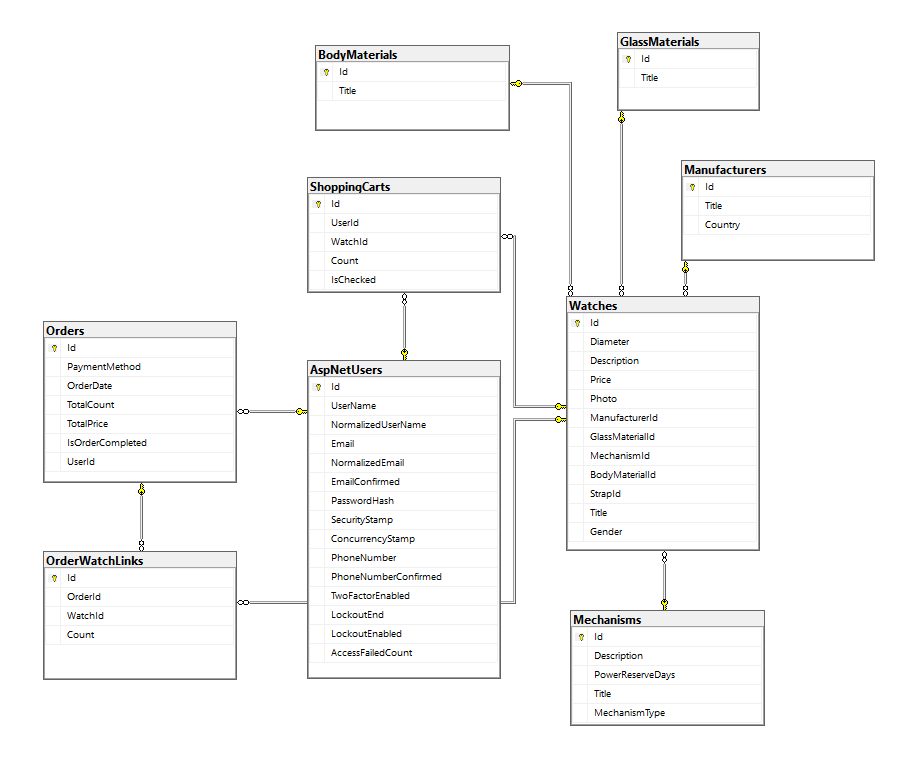 BodyMaterials
Id
Title
GlassMaterials
Id
Title
Manufacturers
Id
Title
Country
ShoppingCarts
Id
UserId
WatchId
Count
IsChecked
Watches
Id
Diameter
Description
Price
Photo
ManufacturerId
GlassMaterialId
MechanismId
BodyMaterialId
StrapId
Title
Gender
Orders
Id
PaymentMethod
OrderDate
TotalCount
TotalPrice
IsOrderCompleted
UserId
AspNetUsers
Id
UserName
NormalizedUserName
Email
NormalizedEmail
EmailConfirmed
PasswordHash
SecurityStamp
ConcurrencyStamp
PhoneNumber
PhoneNumberConfirmed
TwoFactorEnabled
LockoutEnd
LockoutEnabled
AccessFailedCount
OrderWatchLinks
Id
OrderId
WatchId
Count
Mechanisms
Id
Description
PowerReserveDays
Title
MechanismType